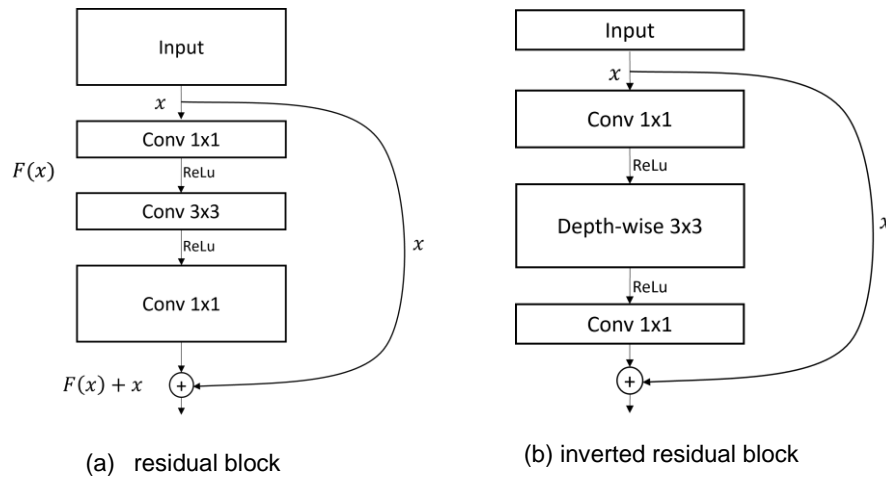 Input
x
Conv 1x1
F(x)
ReLu
Conv 3x3
ReLu
x
Conv 1x1
F(x) + x
+
(a) residual block
Input
x
Conv 1x1
ReLu
Depth-wise 3x3
x
ReLu
Conv 1x1
+
(b) inverted residual block